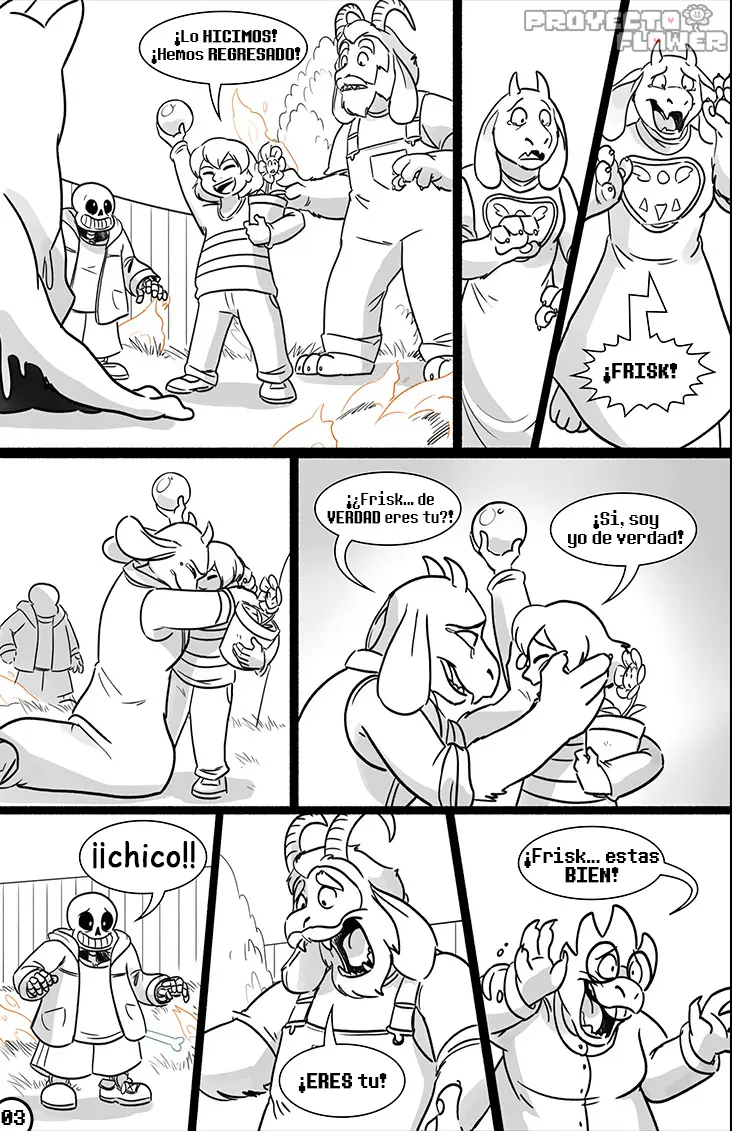 PROYECTO
FLOWER
¡Lo HICIMOS!
¡Hemos REGRESADO!
¡FRISK!
¡¿Frisk... de
VERDAD eres tu?!
¡Si, soy
yo de verdad!
¡¡chico!!
¡ERES tu!
¡Frisk... estas
BIEN!
03